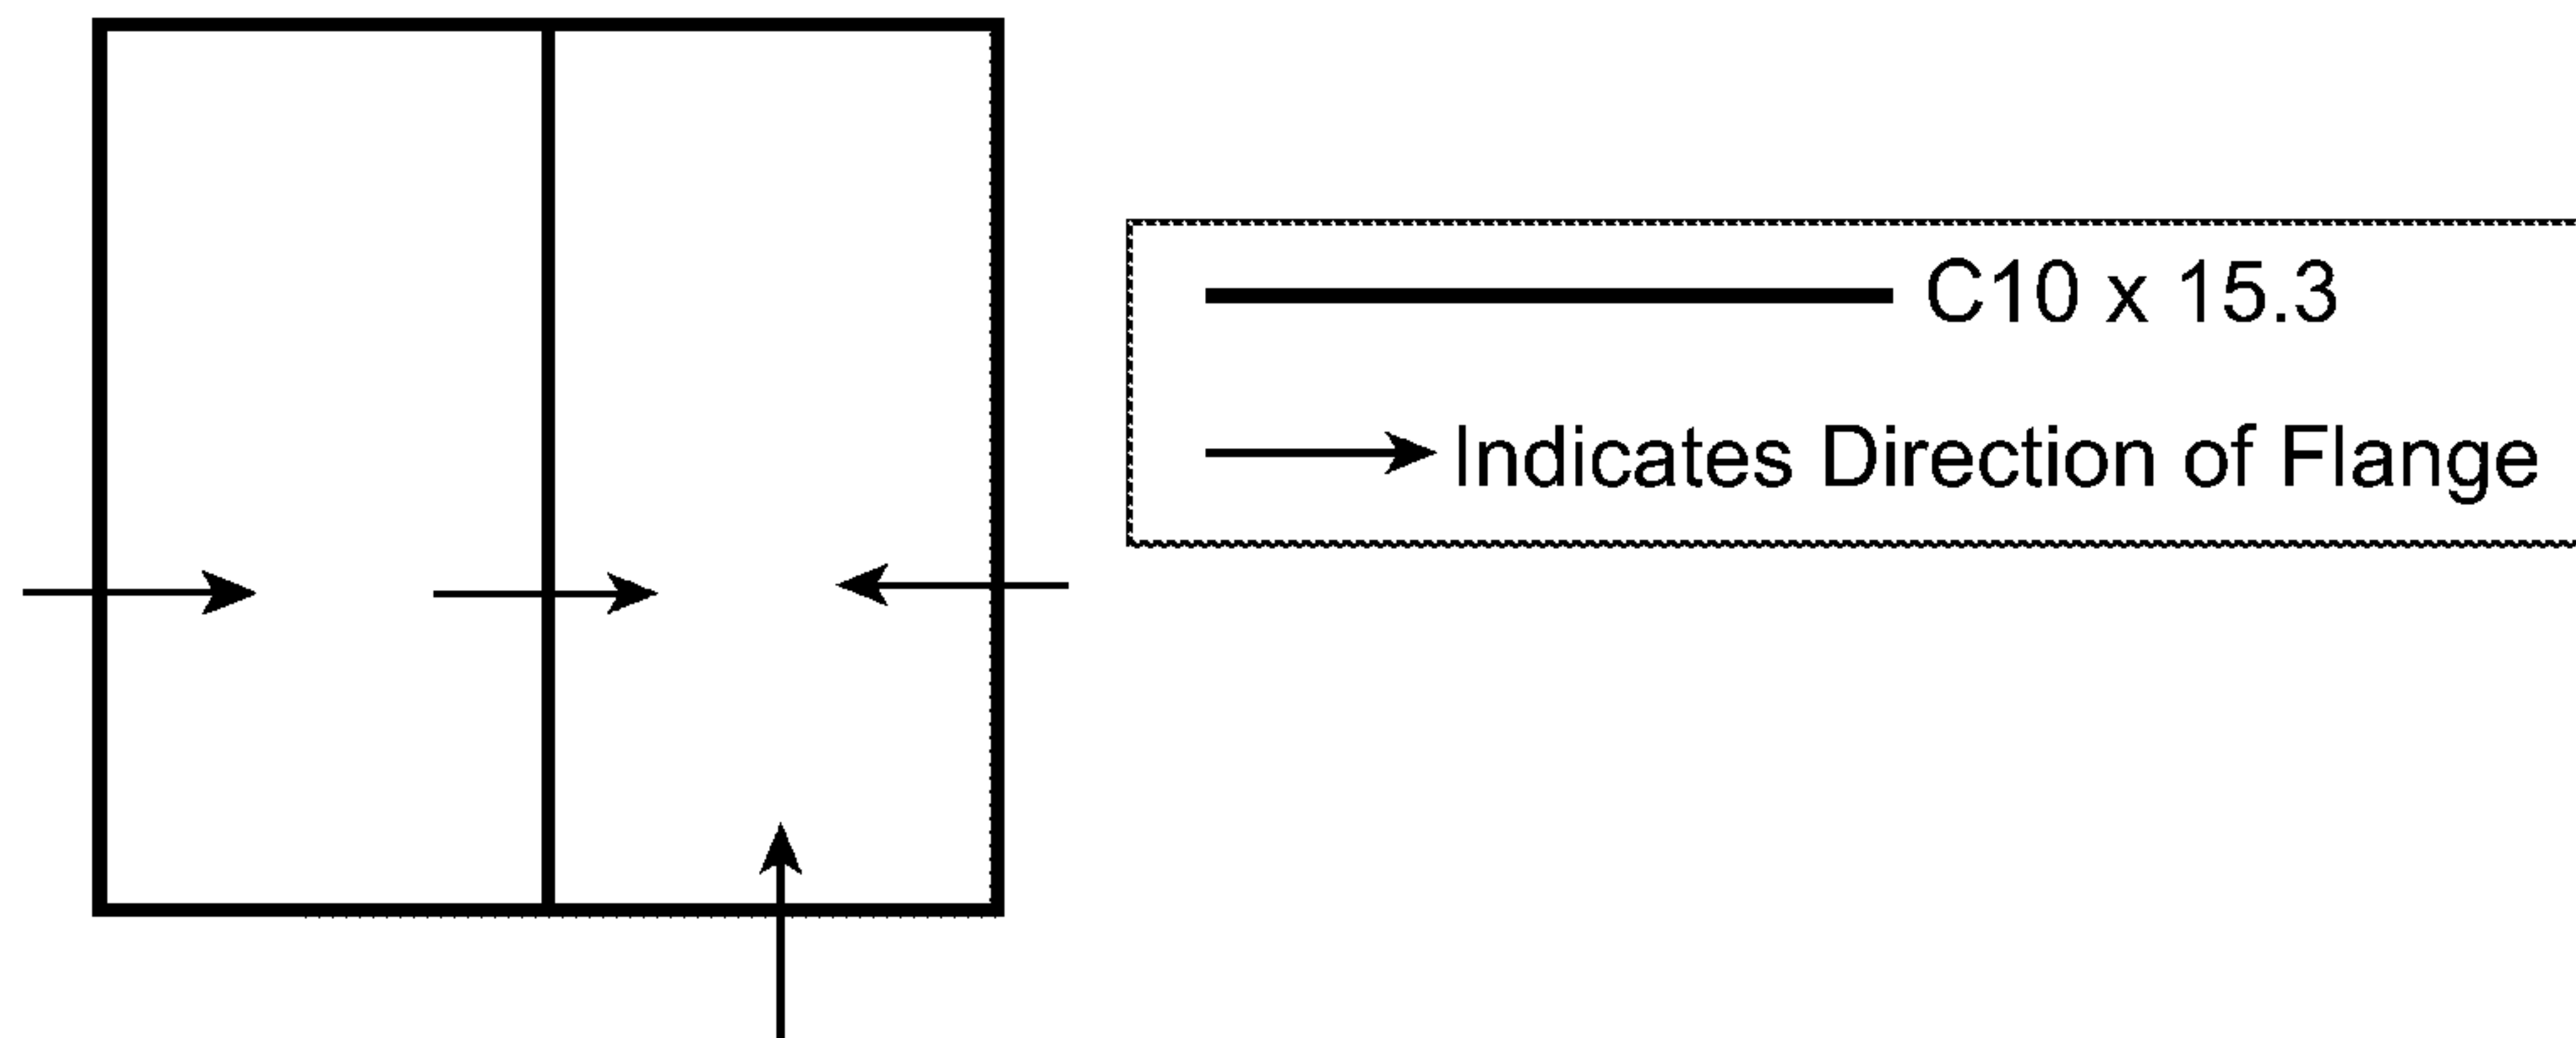 C10 x 15.3
Indicates Direction of Flange